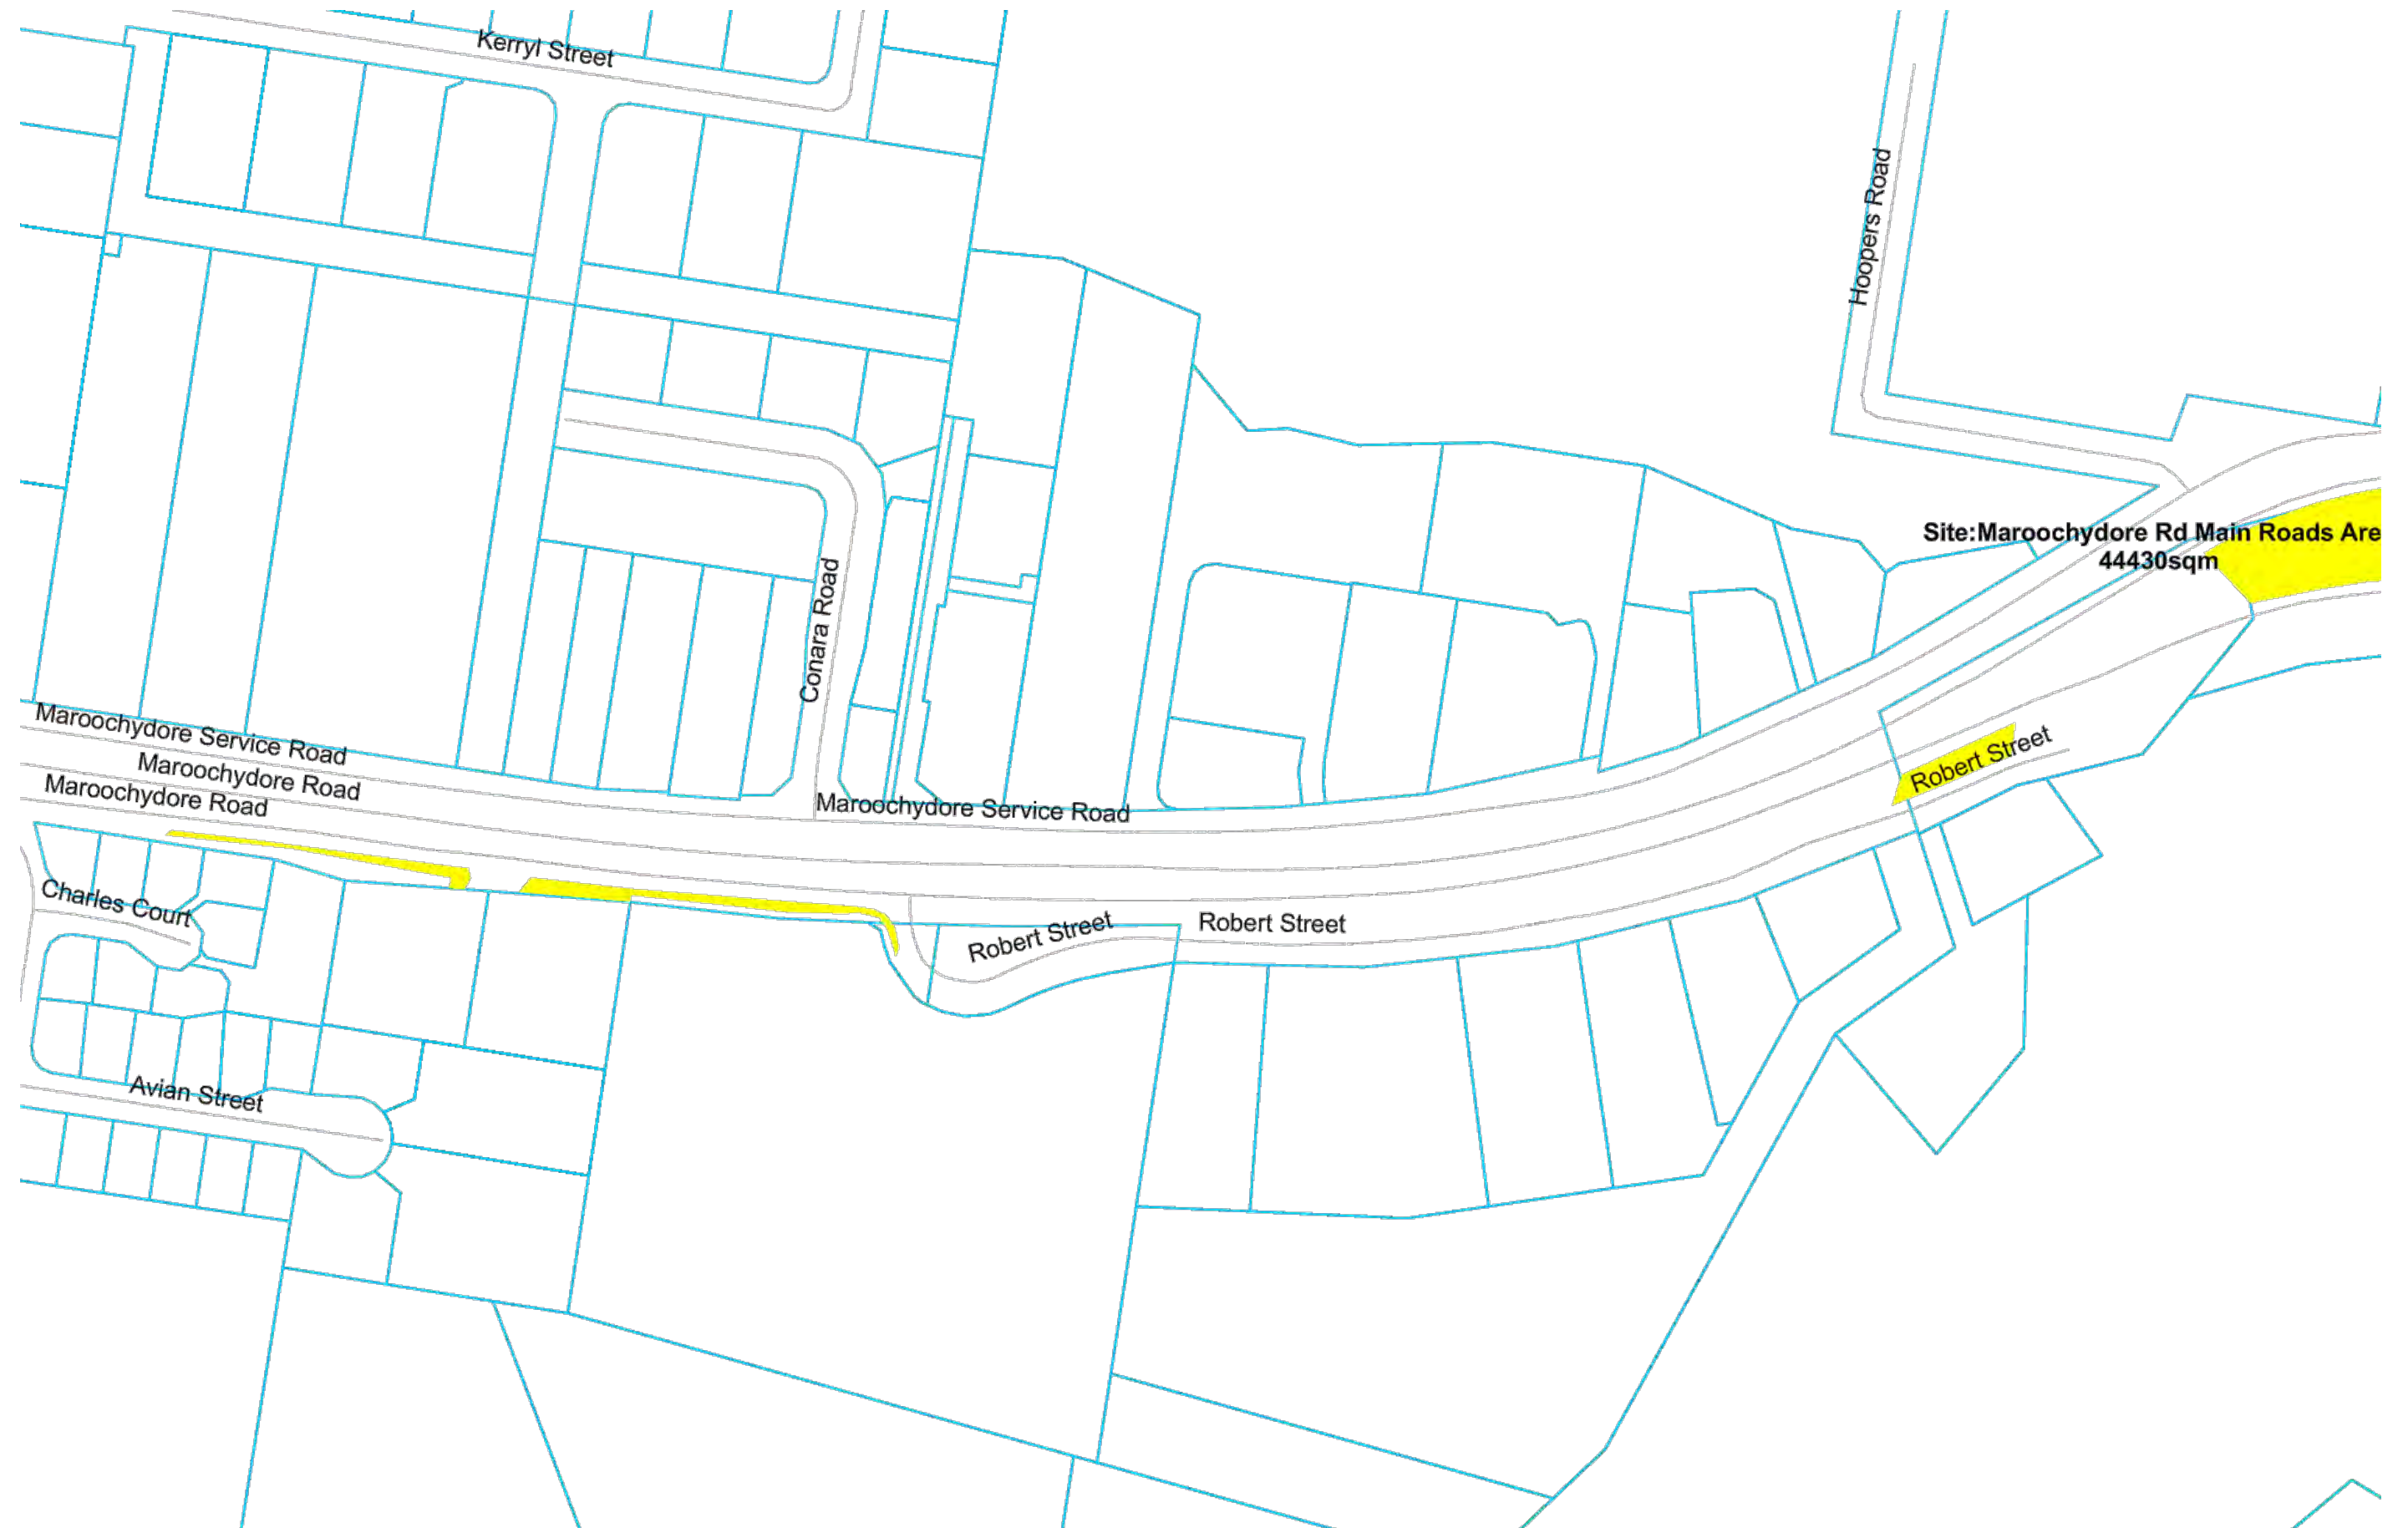 Kerryl Street
Hoopers Road
Site:Maroochydore Rd Main Roads Are
44430sqm
Conara Road
Maroochydore Service Road
Maroochydore Road
Maroochydore Road
Maroochydore Service Road
Robert Street
Charles Court
Robert Street
Robert Street
Avian Street